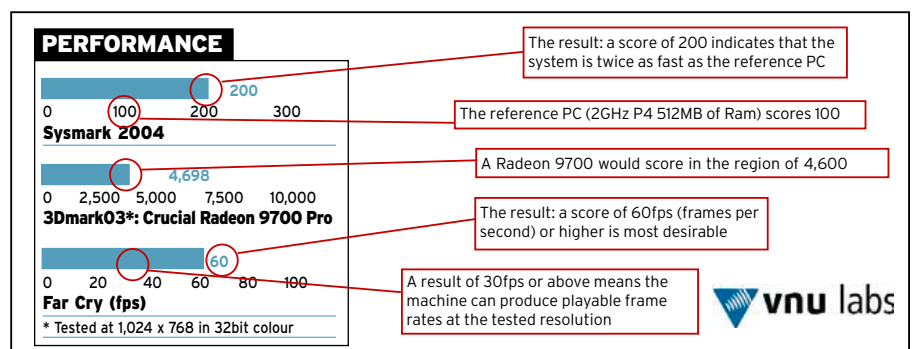 PERFORMANCE
200
0 100 200 300
Sysmark 2004
4,698
0 2,500 5,000 7,500 10,000
3Dmark03*: Crucial Radeon 9700 Pro
60
0 20 40 60 80 100
Far Cry (fps)
* Tested at 1,024 x 768 in 32bit colour
The result: a score of 200 indicates that the
system is twice as fast as the reference PC
The reference PC (2GHz P4 512MB of Ram) scores 100
A Radeon 9700 would score in the region of 4,600
The result: a score of 60fps (frames per
second) or higher is most desirable
A result of 30fps or above means the
machine can produce playable frame
rates at the tested resolution
vnu labs